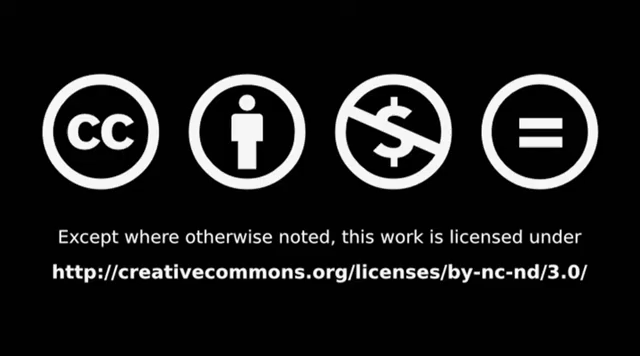 cc
Except where otherwise noted, this work is licensed under
http://creativecommons.org/licenses/by-nc-nd/3.0/